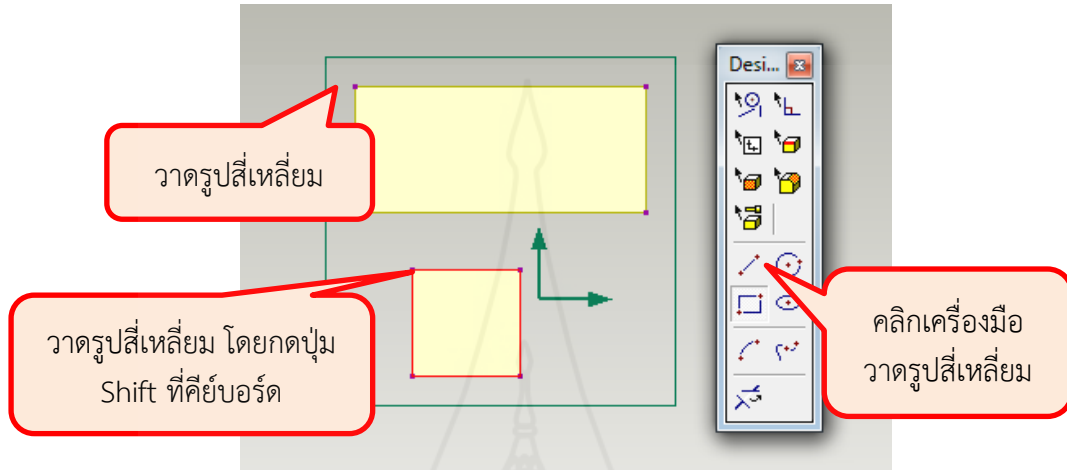 Desi...
วาดรูปสี่เหลี่ยม
วาดรูปสี่เหลี่ยม โดยกดปุ่ม
Shift ที่คีย์บอร์ด
คลิกเครื่องมือ
วาดรูปสี่เหลี่ยม